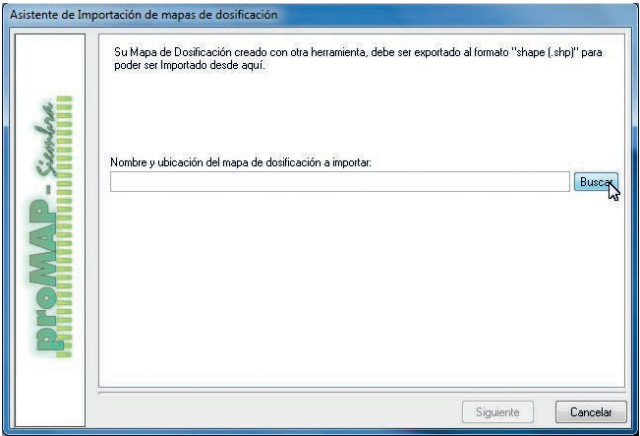 Asistente de Importación de mapas de dosificación
Su Mapa de Dosificación creado con otra herramienta, debe ser exportado al formato "shape (.shp)" para
poder ser Importado desde aquí.
proMAP - Siembra
Nombre y ubicación del mapa de dosificación a importar:
Buscar
Siguiente
Cancelar